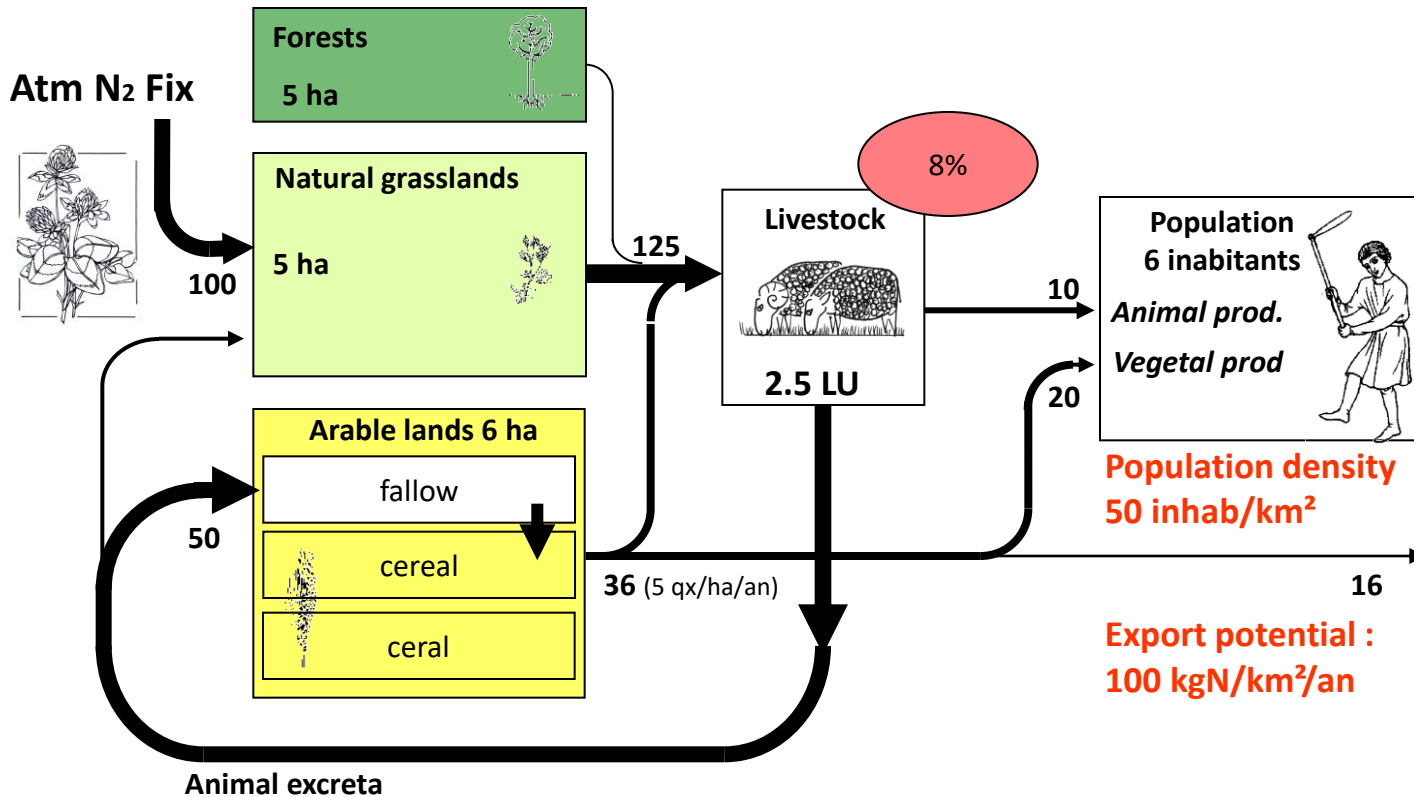 Forests
5 ha
Atm N2 Fix
100
Natural grasslands
5 ha
125
8%
Livestock
2.5 LU
Population
6 inabitants
10
Animal prod.
Vegetal prod
20
Arable lands 6 ha
fallow
cereal
ceral
50
36 (5 qx/ha/an)
Population density
50 inhab/km²
16
Export potential :
100 kgN/km²/an
Animal excreta